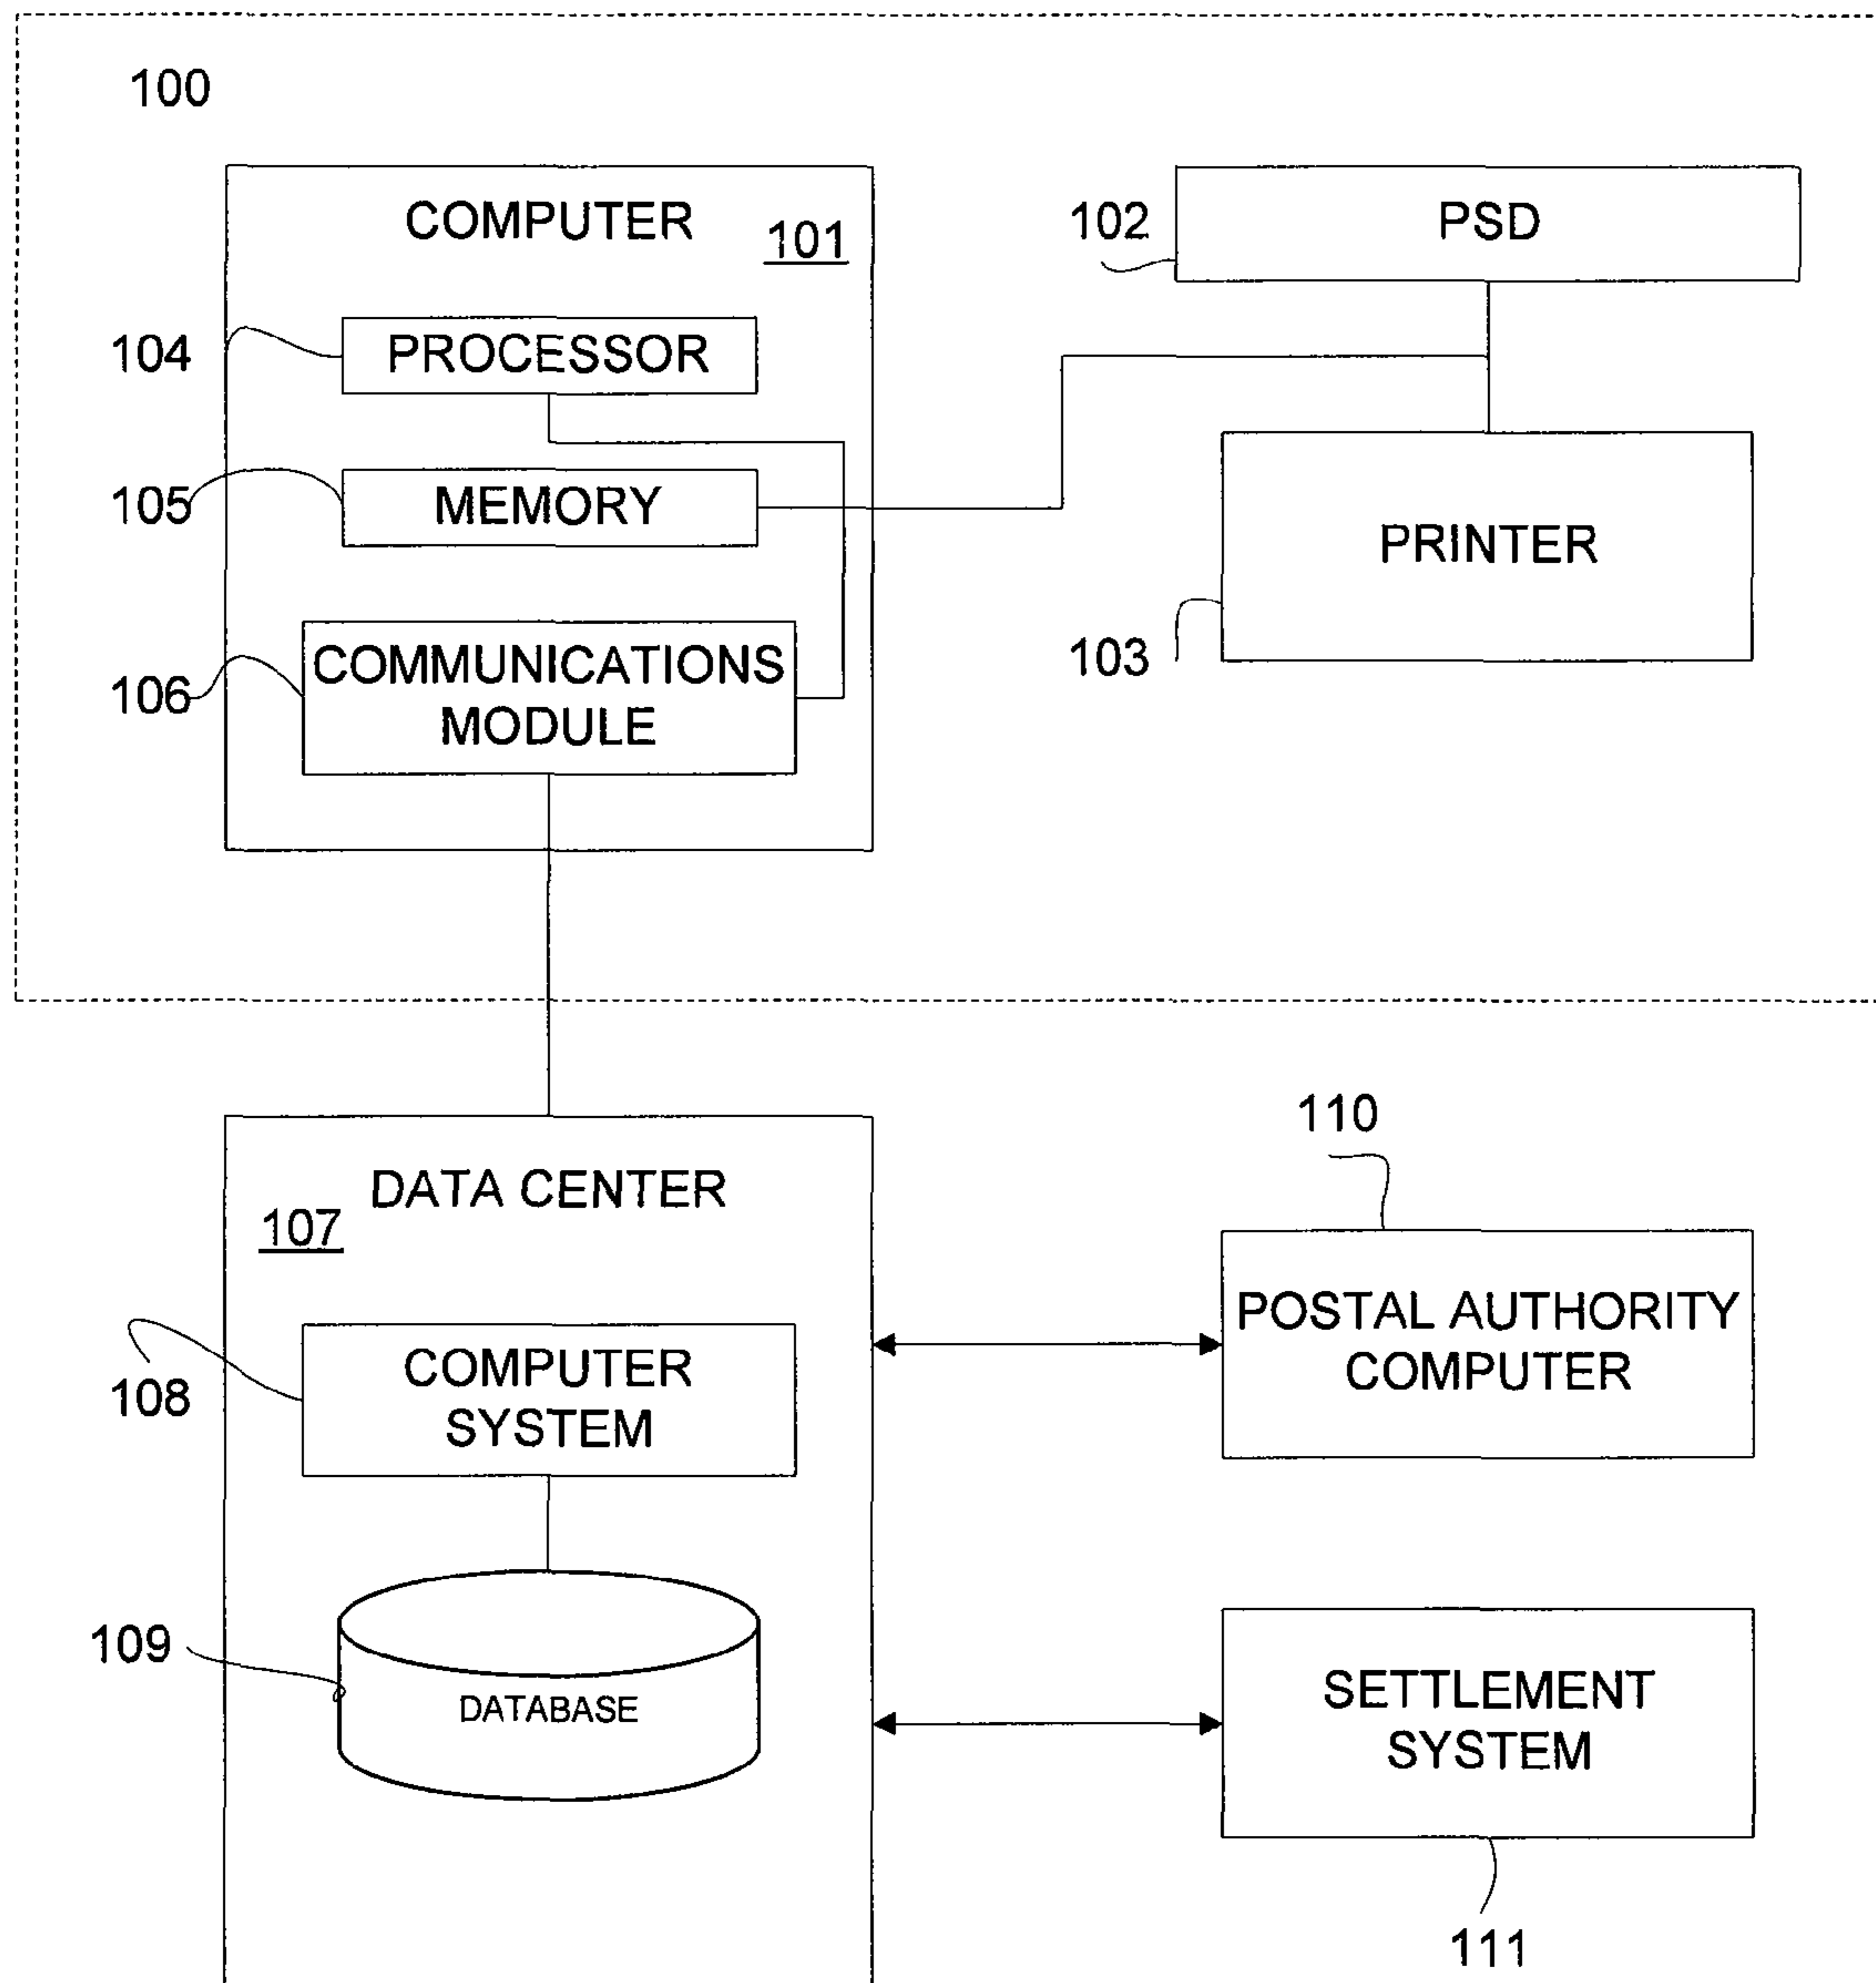 100
COMPUTER
101
104
PROCESSOR
105
MEMORY
106
COMMUNICATIONS
MODULE
102
PSD
PRINTER
103
DATA CENTER
107
108
COMPUTER
SYSTEM
109
DATABASE
110
POSTAL AUTHORITY
COMPUTER
SETTLEMENT
SYSTEM
111